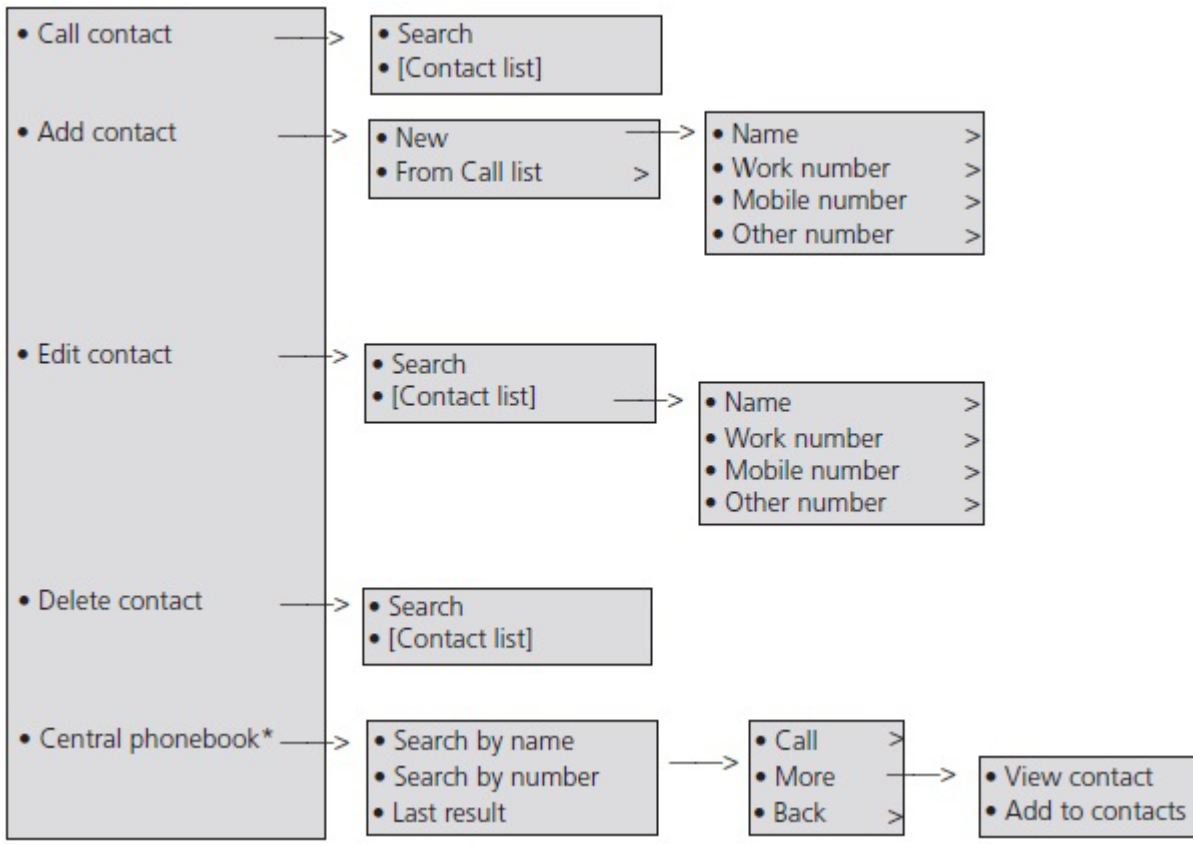 • Call contact >
• Search
• [Contact list]
• Add contact >
• New >
• From Call list >
• Name >
• Work number >
• Mobile number >
• Other number >
• Edit contact >
• Search
• [Contact list] >
• Name >
• Work number >
• Mobile number >
• Other number >
• Delete contact >
• Search
• [Contact list]
• Central phonebook* >
• Search by name
• Search by number >
• Last result
• Call >
• More >
• Back >
• View contact
• Add to contacts